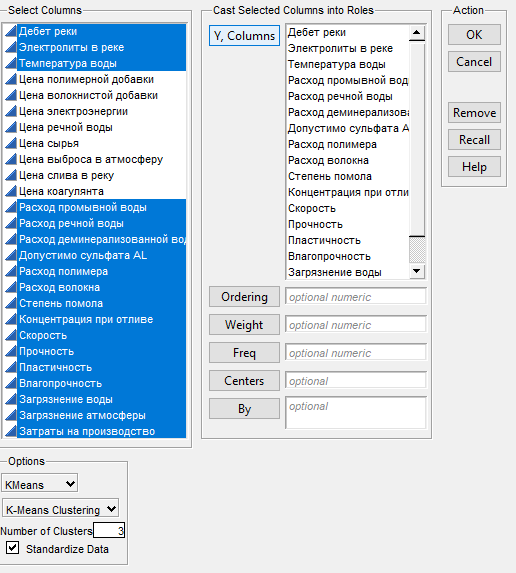 Select Columns
Дебет реки
Электролиты в реке
Температура воды
Цена полимерной добавки
Цена волокнистой добавки
Цена электроэнергии
Цена речной воды
Цена сырья
Цена выброса в атмосферу
Цена слива в реку
Цена коагулянта
Расход промывной воды
Расход речной воды
Расход деминерализованной вод
Допустимо сульфата AL
Расход полимера
Расход волокна
Степень помола
Концентрация при отливе
Скорость
Прочность
Пластичность
Влагопрочность
Загрязнение воды
Загрязнение атмосферы
Затраты на производство
Cast Selected Columns into Roles
Y, Columns
Дебет реки
Электролиты в реке
Температура воды
Расход промывной воды
Расход речной воды
Расход деминерализова
Допустимо сульфата AL
Расход полимера
Расход волокна
Степень помола
Концентрация при отли
Скорость
Прочность
Пластичность
Влагопрочность
Загрязнение воды
Ordering optional numeric
Weight optional numeric
Freq optional numeric
Centers optional
By optional
Action
OK
Cancel
Remove
Recall
Help
Options
KMeans
K-Means Clustering
Number of Clusters 3
Standardize Data